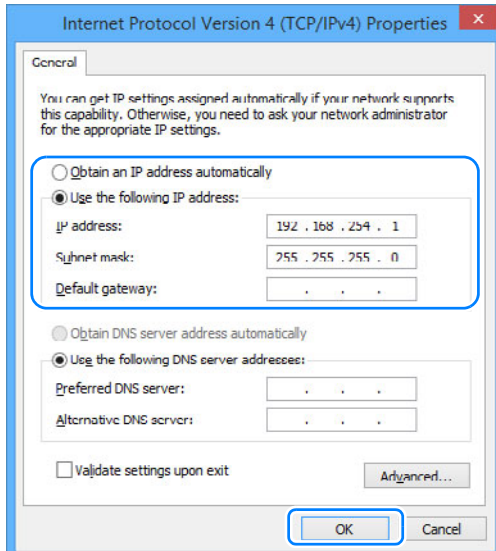 Internet Protocol Version 4 (TCP/IPv4) Properties
General
You can get IP settings assigned automatically if your network supports
this capability. Otherwise, you need to ask your network administrator
for the appropriate IP settings.
Obtain an IP address automatically
Use the following IP address:
IP address: 192 . 168 . 254 . 1
Subnet mask: 255 . 255 . 255 . 0
Default gateway: . . .
Obtain DNS server address automatically
Use the following DNS server addresses:
Preferred DNS server: . . .
Alternative DNS server: . . .
Validate settings upon exit
Advanced...
OK Cancel